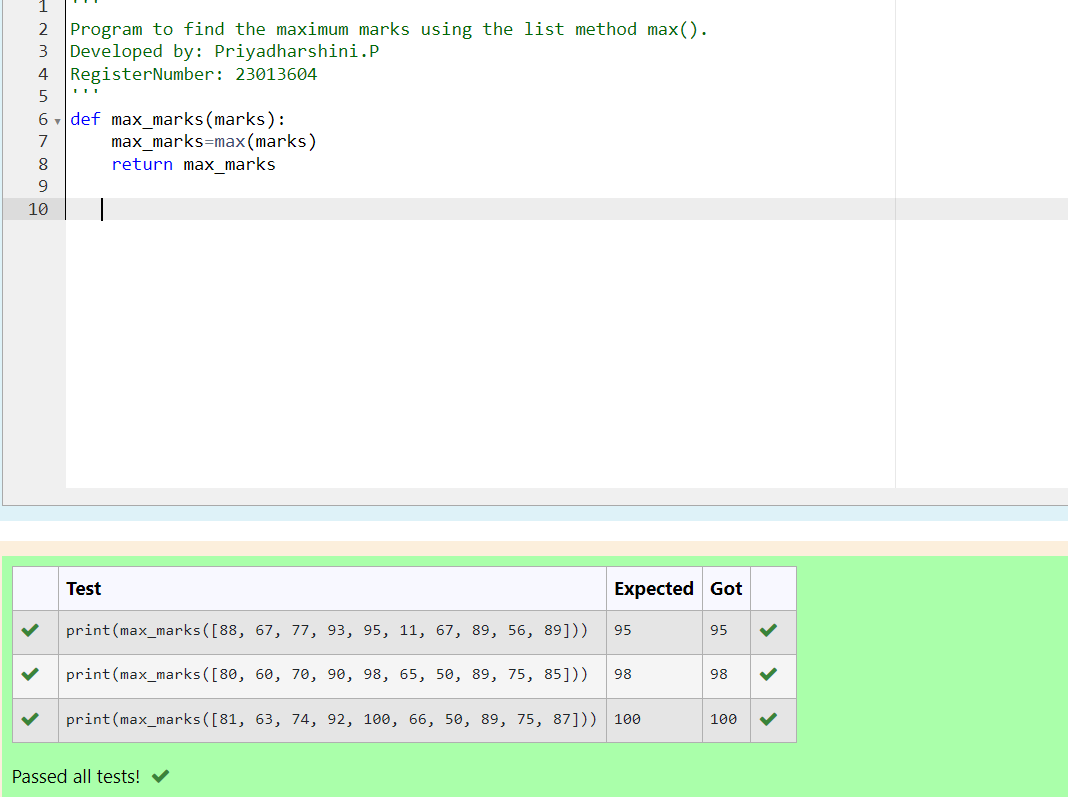 1 '''
2 Program to find the maximum marks using the list method max().
3 Developed by: Priyadharshini.P
4 RegisterNumber: 23013604
5 '''
6 def max_marks(marks):
7     max_marks=max(marks)
8     return max_marks
9
10
Test Expected Got
print(max_marks([88, 67, 77, 93, 95, 11, 67, 89, 56, 89])) 95 95
print(max_marks([80, 60, 70, 90, 98, 65, 50, 89, 75, 85])) 98 98
print(max_marks([81, 63, 74, 92, 100, 66, 50, 89, 75, 87])) 100 100
Passed all tests!